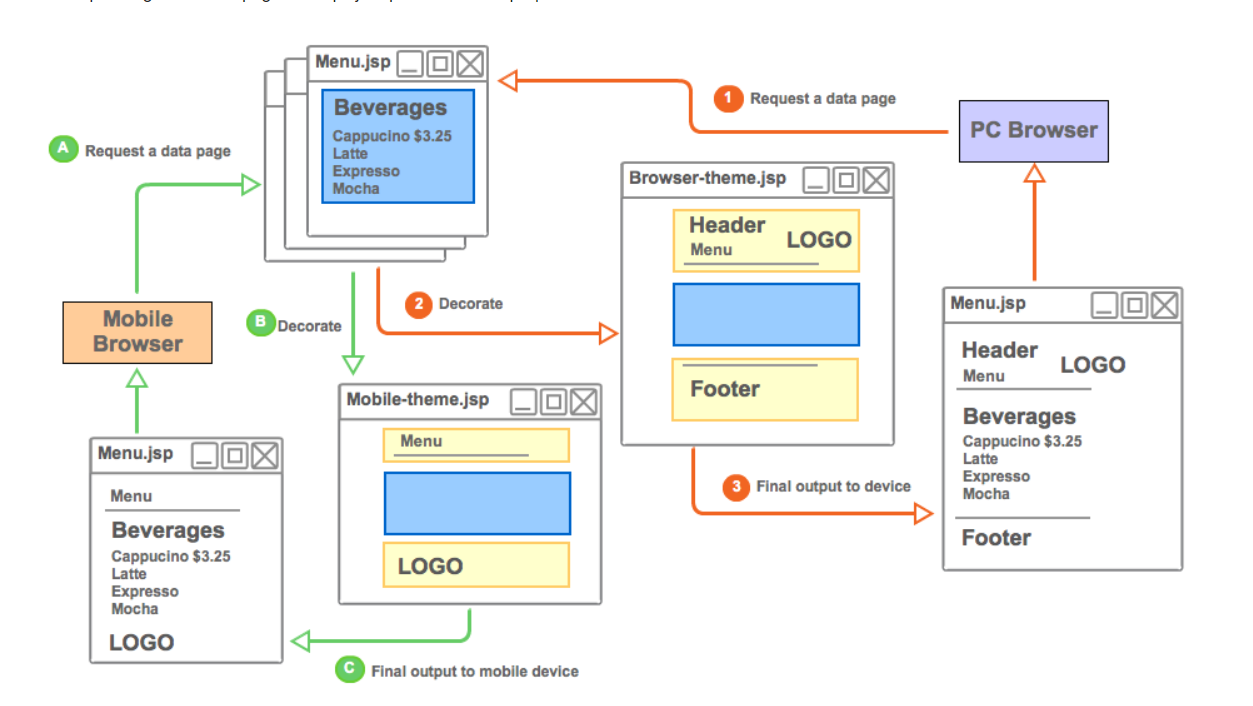 Menu.jsp
Beverages
Cappucino $3.25
Latte
Expresso
Mocha
1 Request a data page
PC Browser
A Request a data page
Browser-theme.jsp
Header
Menu
LOGO
Footer
2 Decorate
Mobile
Browser
B Decorate
Mobile-theme.jsp
Menu
LOGO
Menu.jsp
Header
Menu
LOGO
Beverages
Cappucino $3.25
Latte
Expresso
Mocha
Footer
3 Final output to device
Menu.jsp
Menu
Beverages
Cappucino $3.25
Latte
Expresso
Mocha
LOGO
C Final output to mobile device